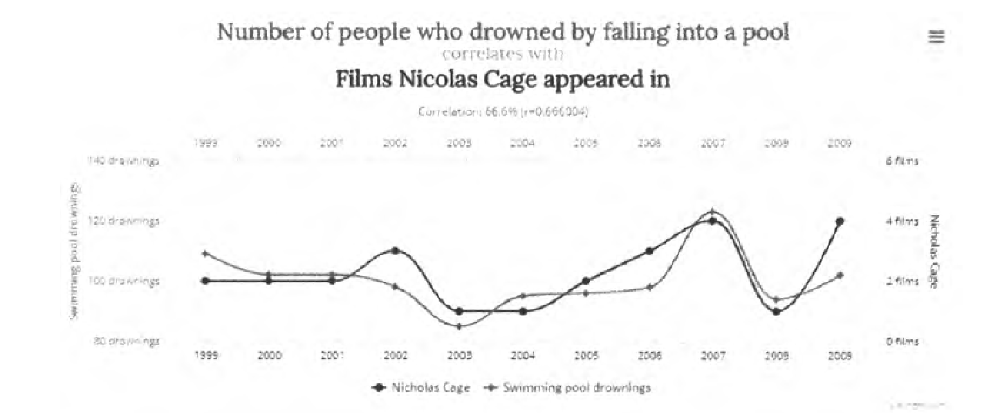 Number of people who drowned by falling into a pool
correlates with
Films Nicolas Cage appeared in
Correlation: 66.6% (r=0.666004)
1999 2000 2001 2002 2003 2004 2005 2006 2007 2008 2009
140 drownings
6 films
120 drownings
4 films
100 drownings
2 films
80 drownings
0 films
Swimming pool drownings
Nicholas Cage
1999 2000 2001 2002 2003 2004 2005 2006 2007 2008 2009
Nicholas Cage Swimming pool drownings